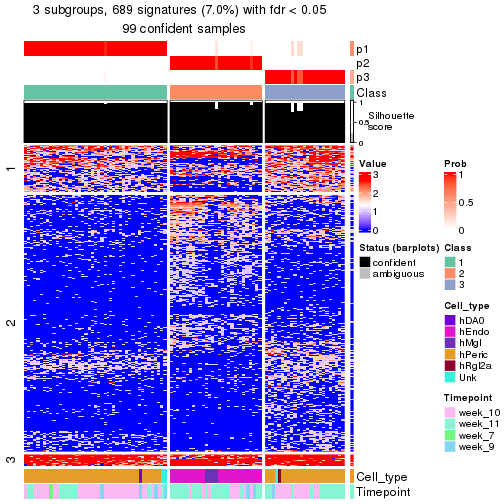 3 subgroups, 689 signatures (7.0%) with fdr < 0.05
99 confident samples
p1
p2
p3
Class
1
0.5
0
Silhouette
score
1
2
3
Value
3
2
1
0
Prob
1
0.5
0
Status (barplots)
confident
ambiguous
Class
1
2
3
Cell_type
hDA0
hEndo
hMgl
hPeric
hRgl2a
Unk
Timepoint
week_10
week_11
week_7
week_9
Cell_type
Timepoint